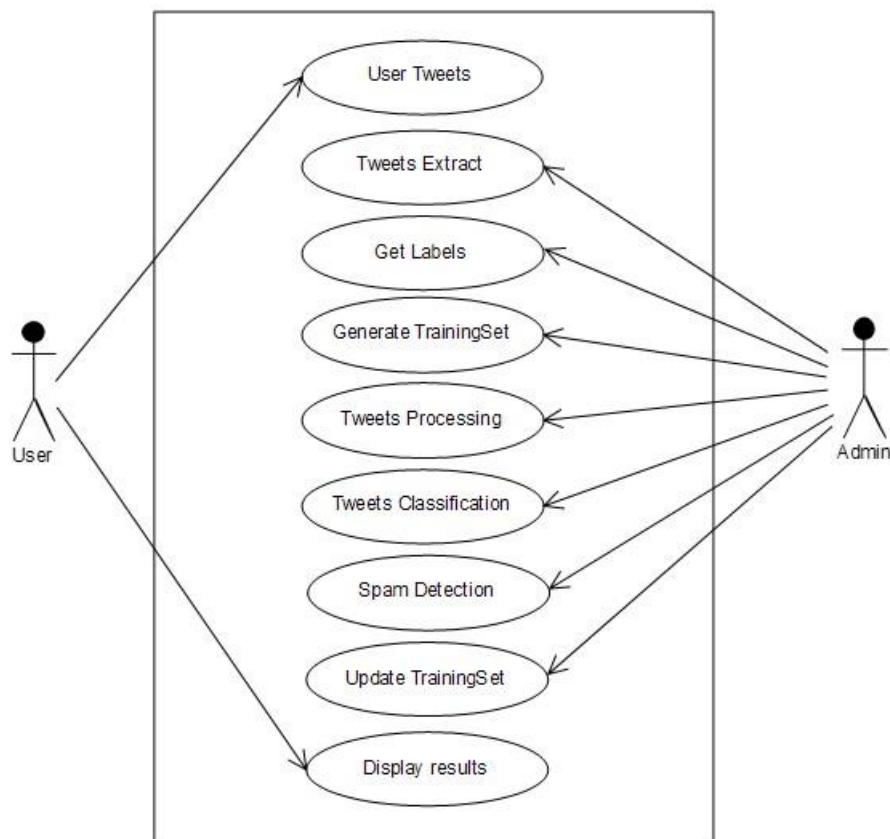 User Tweets
Tweets Extract
Get Labels
Generate TrainingSet
Tweets Processing
Tweets Classification
Spam Detection
Update TrainingSet
Display results
User
Admin